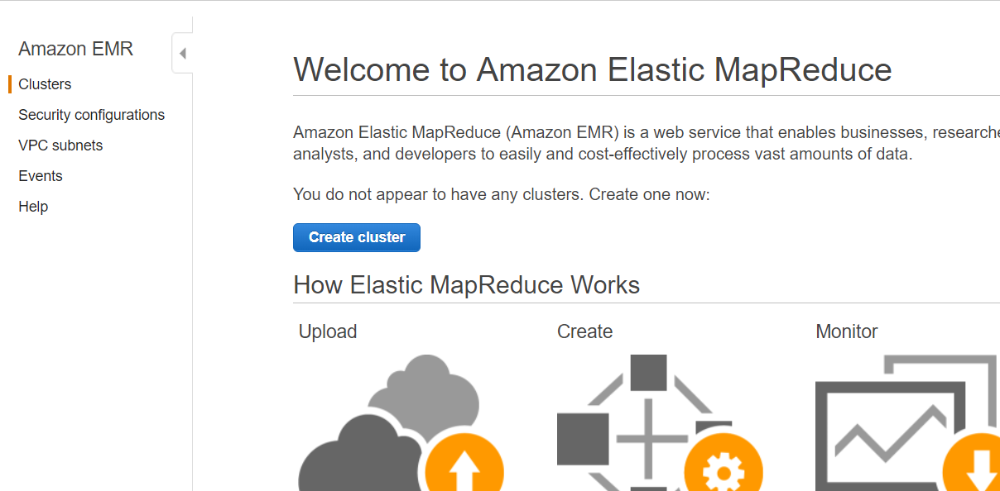 Amazon EMR
Clusters
Security configurations
VPC subnets
Events
Help
Welcome to Amazon Elastic MapReduce
Amazon Elastic MapReduce (Amazon EMR) is a web service that enables businesses,
analysts, and developers to easily and cost-effectively process vast amounts of data.
You do not appear to have any clusters. Create one now:
Create cluster
How Elastic MapReduce Works
Upload
Create
Monitor